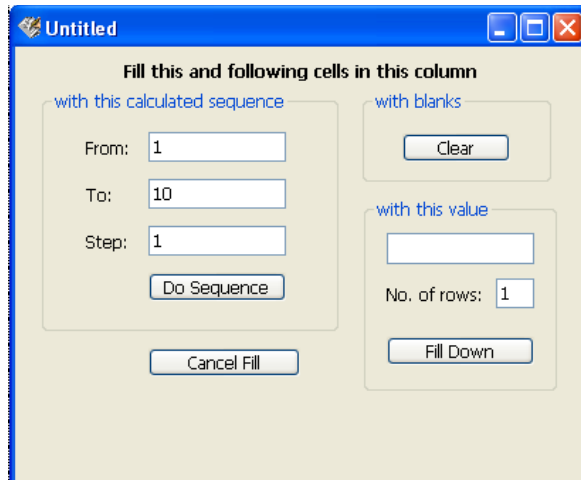 Untitled
Fill this and following cells in this column
with this calculated sequence
From: 1
To: 10
Step: 1
Do Sequence
Cancel Fill
with blanks
Clear
with this value
No. of rows: 1
Fill Down